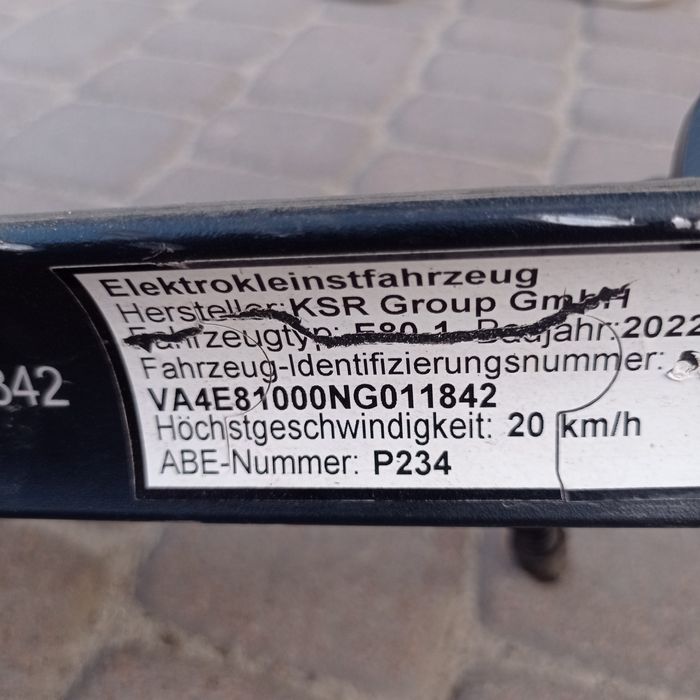 Elektrokleinstfahrzeug
Hersteller: KSR Group GmbH
Fahrzeugtyp: E80-1 Baujahr: 2022
Fahrzeug-Identifizierungsnummer:
VA4E81000NG011842
Höchstgeschwindigkeit: 20 km/h
ABE-Nummer: P234
842